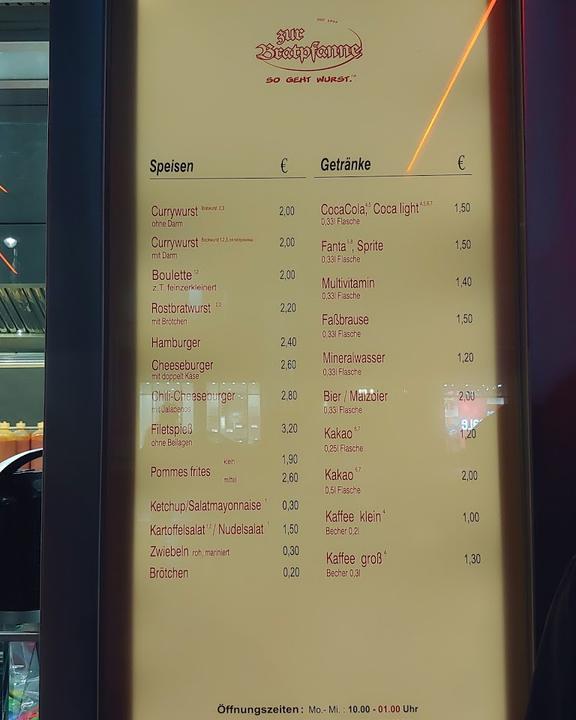 zur
Bratpfanne
SO GEHT WURST.™
Speisen €
Currywurst 2,00
ohne Darm
Currywurst 2,00
mit Darm
Boulette 2,00
z.T. feinzerkleinert
Rostbratwurst 2,20
mit Brötchen
Hamburger 2,40
Cheeseburger 2,60
mit doppelt Käse
Chili-Cheeseburger 2,80
mit Jalapenos
Filetspieß 3,20
ohne Beilagen
Pommes frites klein 1,90
mittel 2,60
Ketchup/Salatmayonnaise 0,30
Kartoffelsalat / Nudelsalat 1,50
Zwiebeln roh, mariniert 0,30
Brötchen 0,20
Getränke €
CocaCola, Coca light 1,50
0,33l Flasche
Fanta, Sprite 1,50
0,33l Flasche
Multivitamin 1,40
0,33l Flasche
Faßbrause 1,50
0,33l Flasche
Mineralwasser 1,20
0,33l Flasche
Bier / Malzbier 2,00
0,33l Flasche
Kakao 1,20
0,25l Flasche
Kakao 2,00
0,5l Flasche
Kaffee klein 1,00
Becher 0,2l
Kaffee groß 1,30
Becher 0,3l
Öffnungszeiten: Mo.- Mi. : 10.00 - 01.00 Uhr